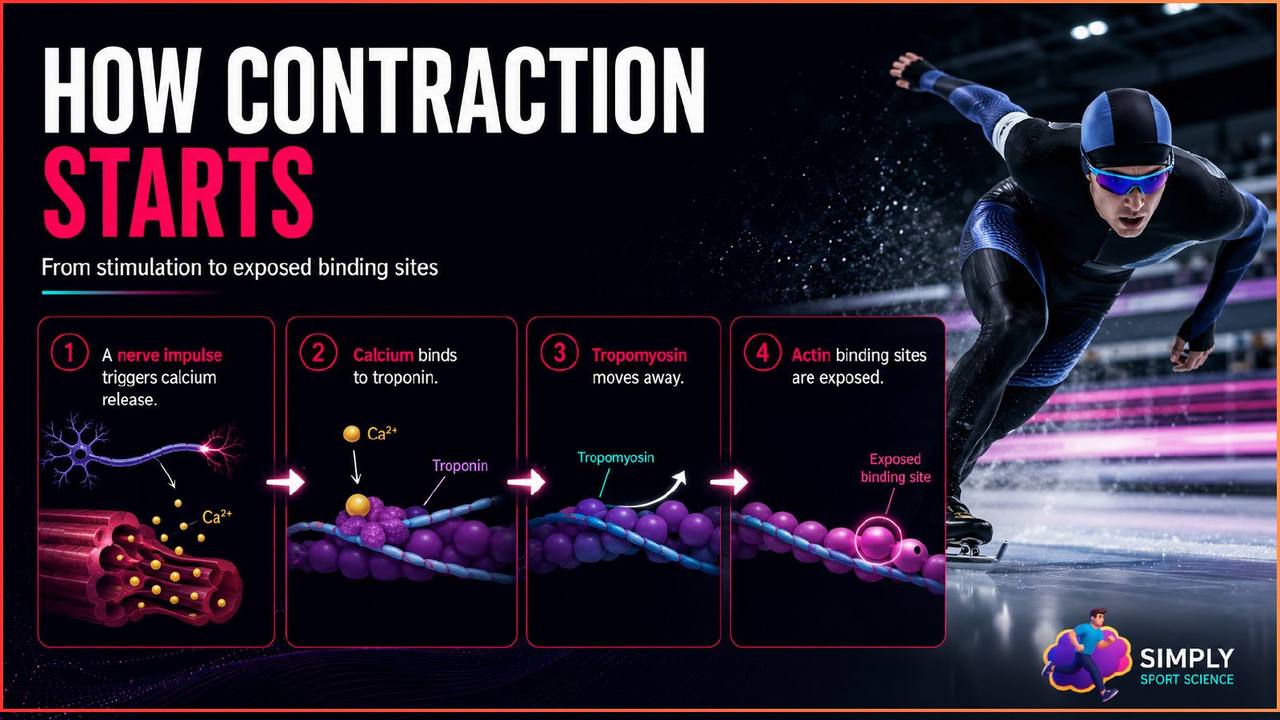 HOW CONTRACTION
STARTS
From stimulation to exposed binding sites
1
A nerve impulse
triggers calcium
release.
Ca²⁺
2
Calcium binds
to troponin.
Ca²⁺
Troponin
3
Tropomyosin
moves away.
Tropomyosin
4
Actin binding sites
are exposed.
Exposed
binding site
SIMPLY
SPORT SCIENCE